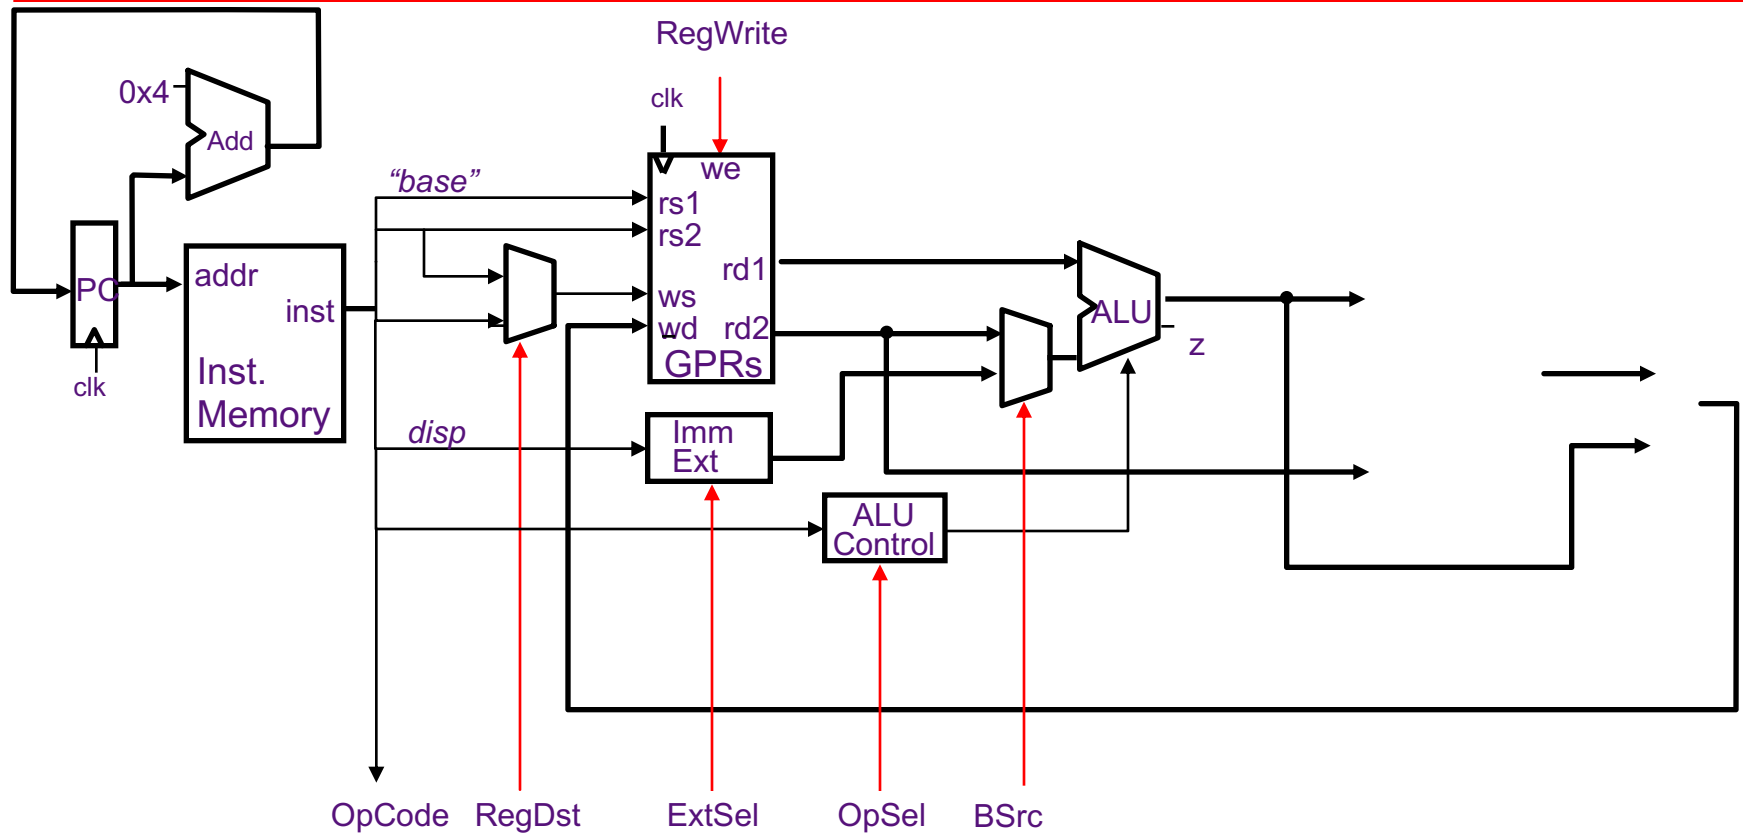 RegWrite
0x4
clk
Add
we
“base”
rs1
rs2
PC
addr
rd1
inst
ws
ALU
wd
rd2
z
GPRs
Inst.
Memory
clk
disp
Imm
Ext
ALU
Control
OpCode
RegDst
ExtSel
OpSel
BSrc